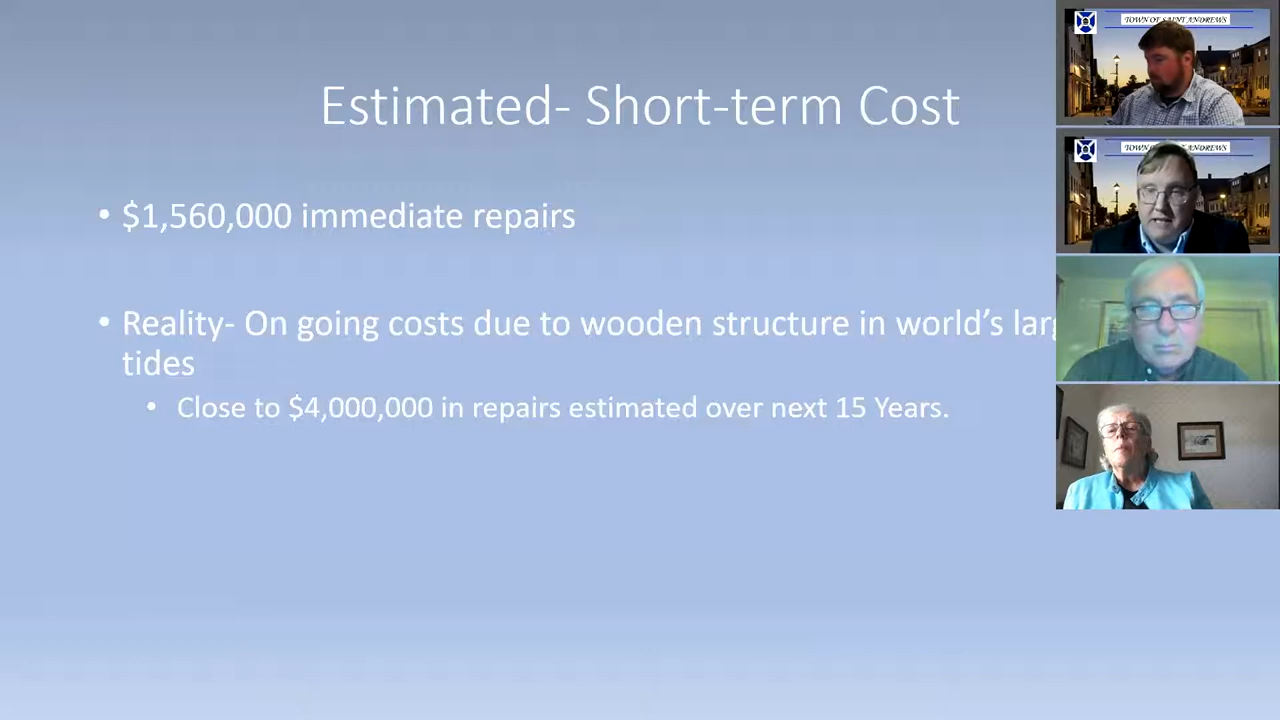 Estimated- Short-term Cost
• $1,560,000 immediate repairs
• Reality- On going costs due to wooden structure in world's
tides
• Close to $4,000,000 in repairs estimated over next 15 Years.
TOWN OF SAINT ANDREWS